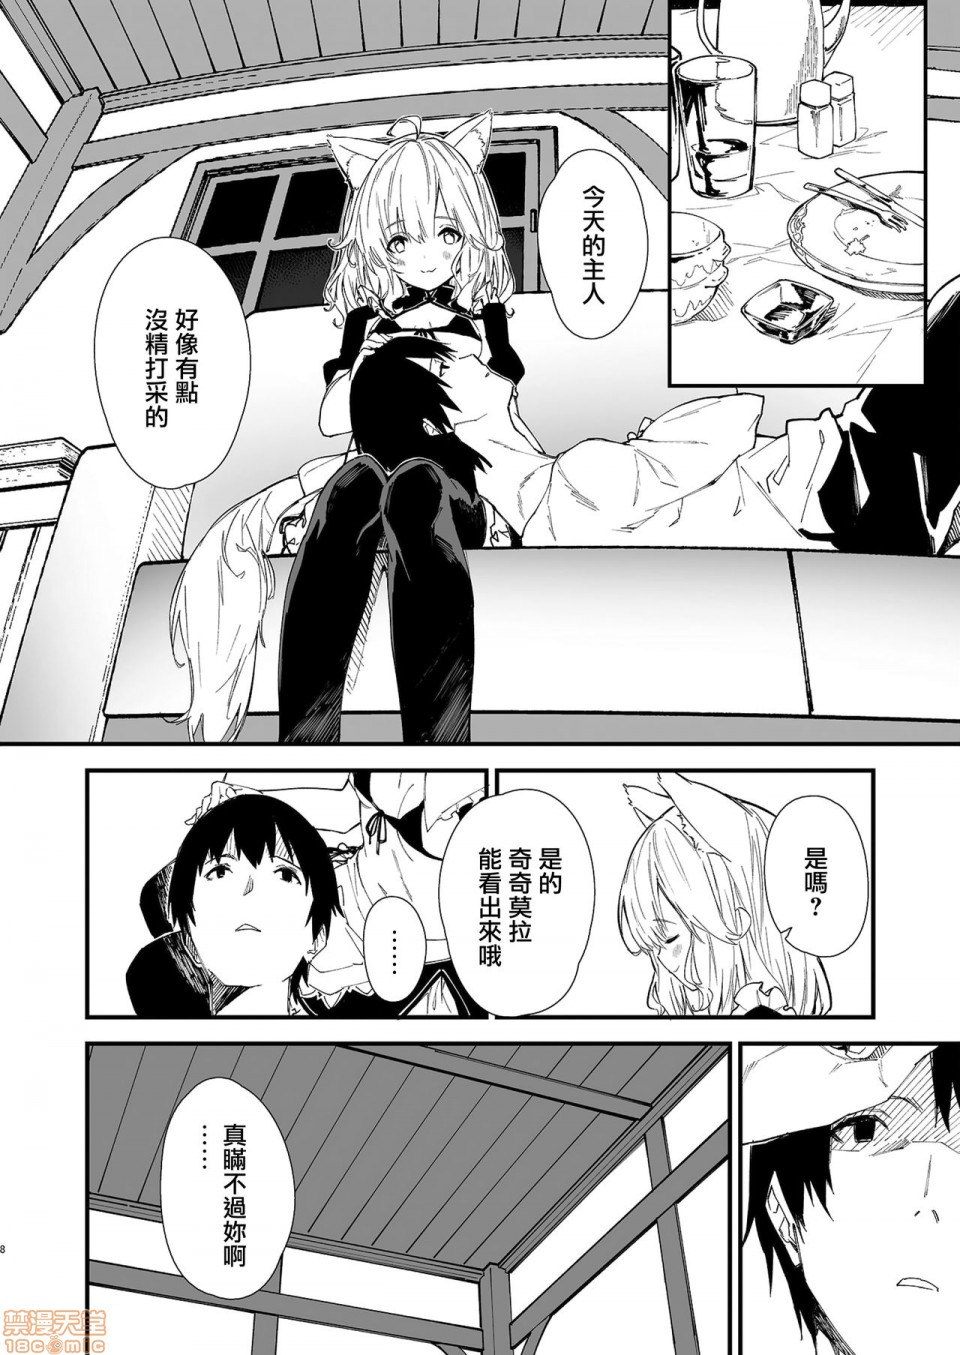 今天的主人
好像有點
沒精打采的
是嗎？
是的
奇奇莫拉
能看出來哦
……
真瞞不過妳啊
……
8
禁漫天堂
18comic